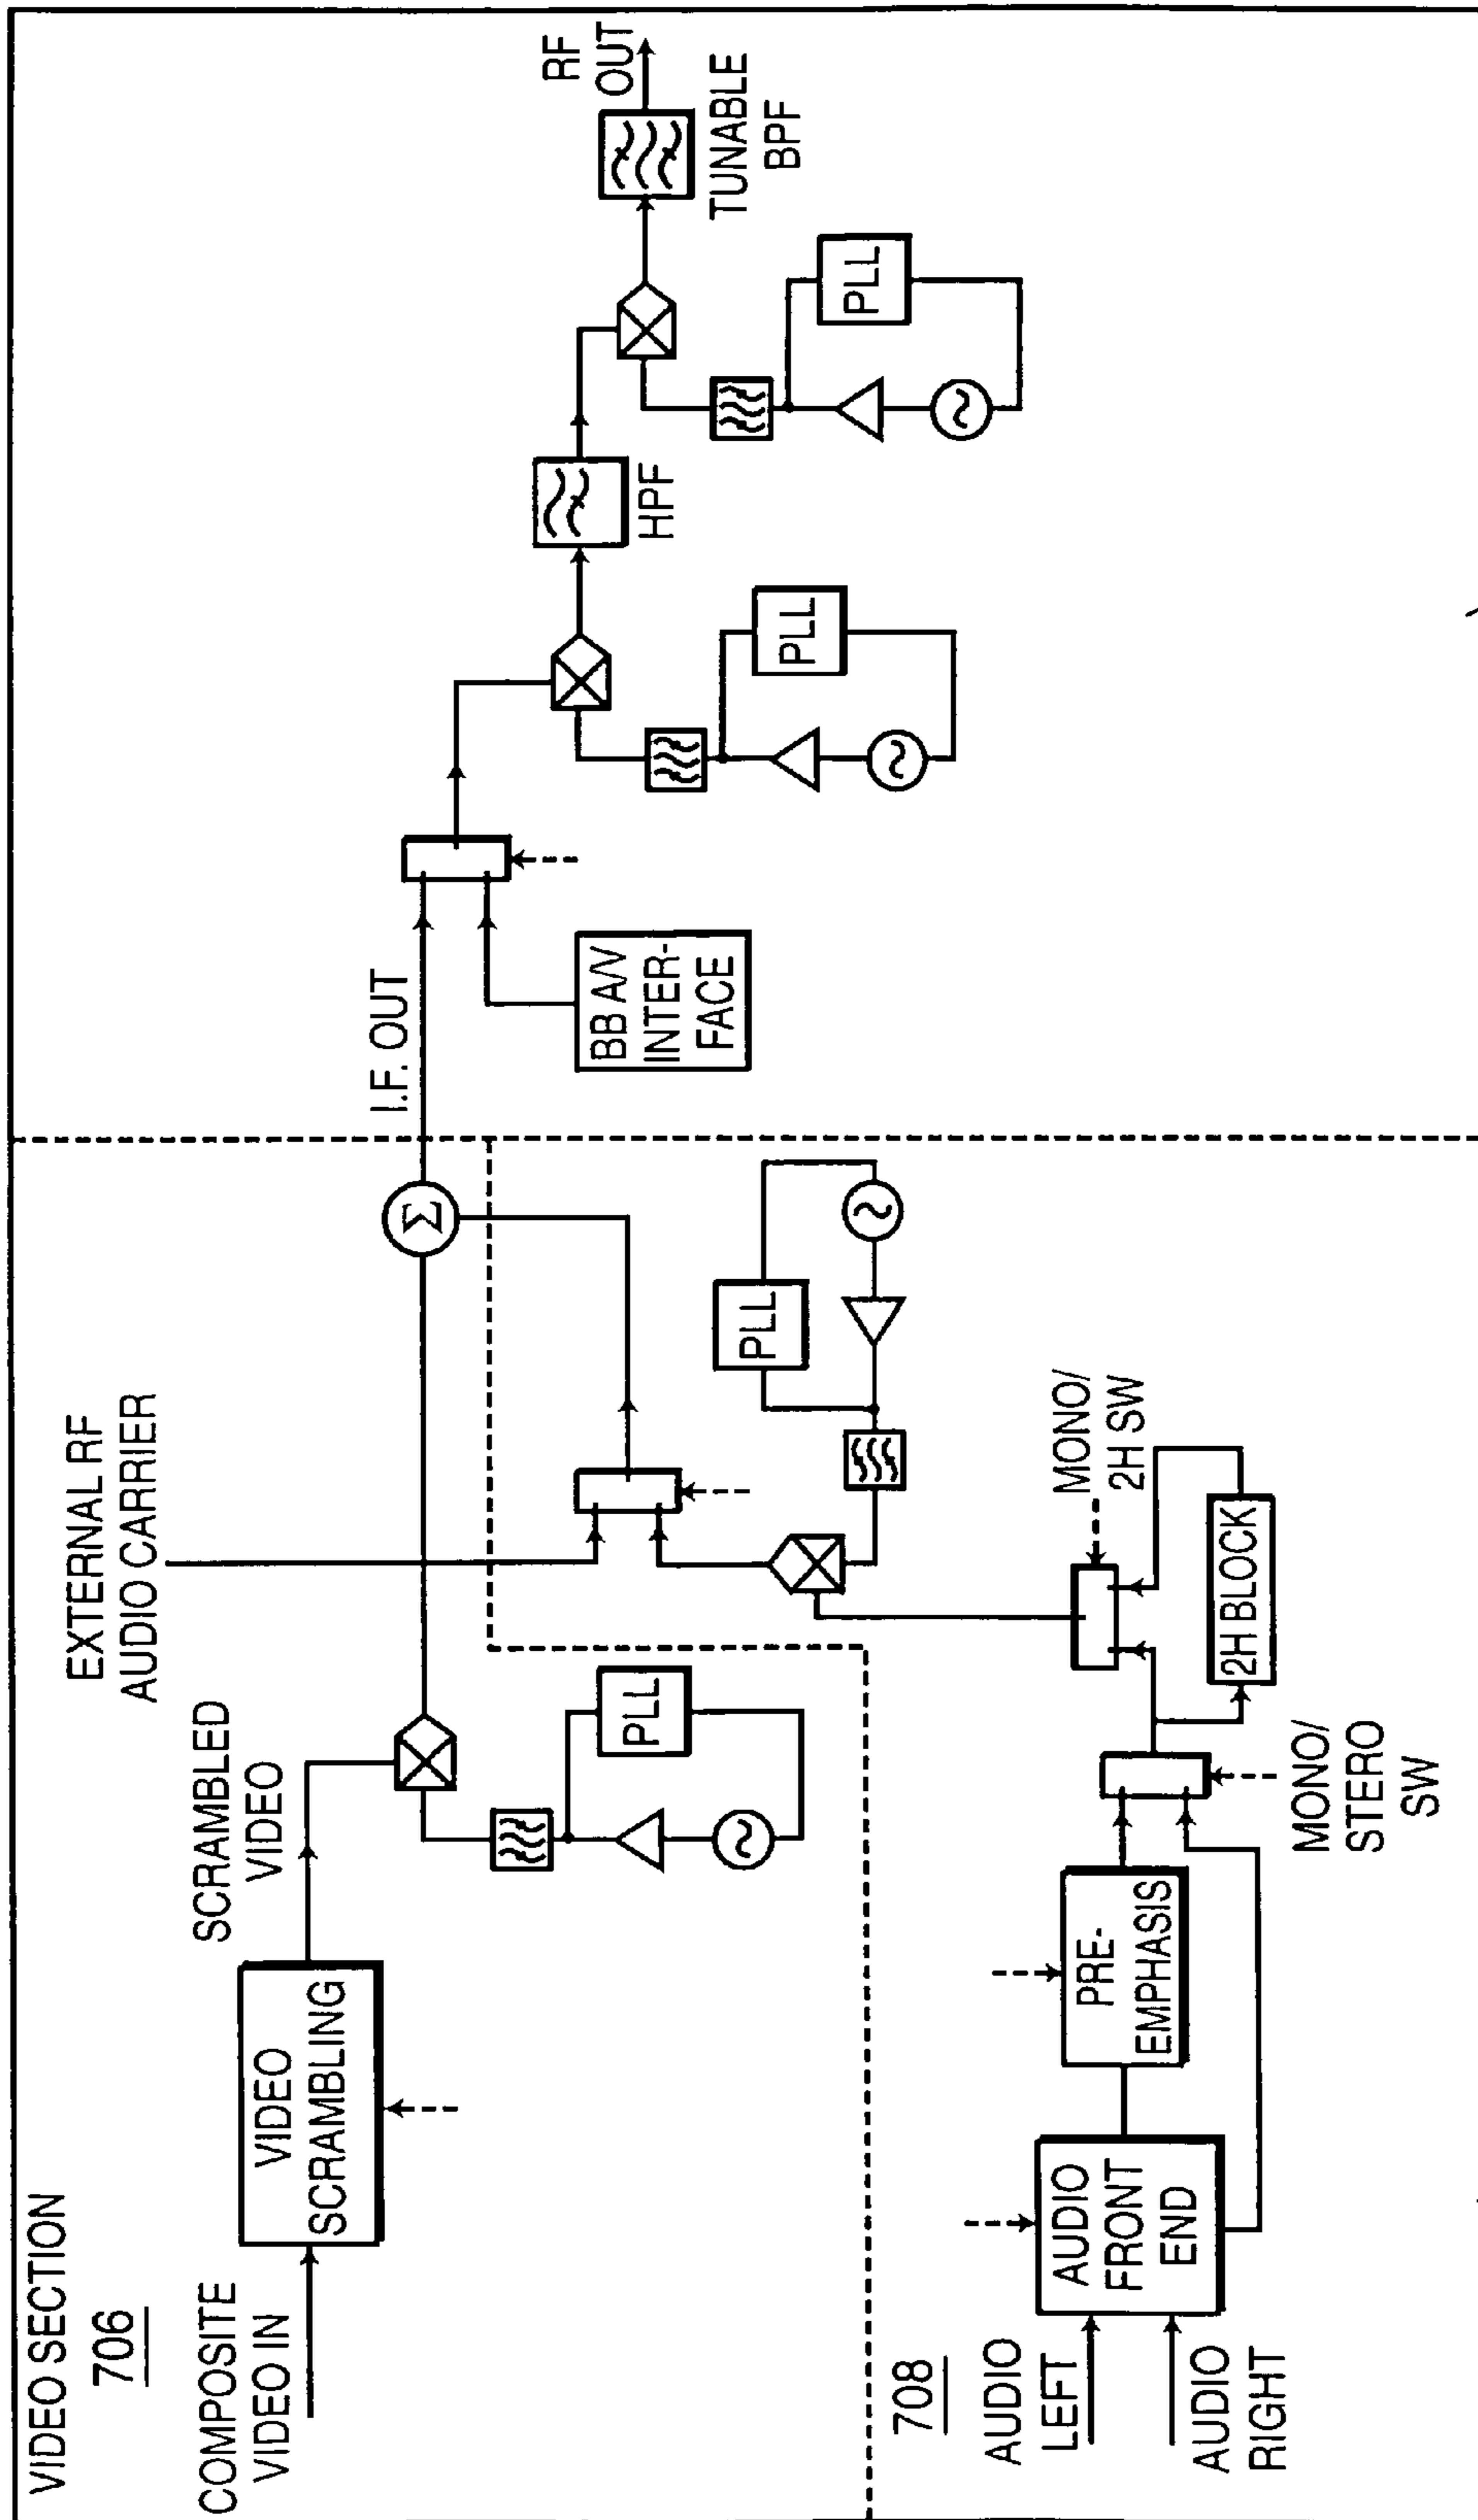 VIDEO SECTION
706
COMPOSITE
VIDEO IN
VIDEO
SCRAMBLING
SCRAMBLED
VIDEO
EXTERNAL RF
AUDIO CARRIER
PLL
Σ
I.F. OUT
BB AW
INTER-
FACE
PLL
HPF
PLL
RF
OUT
TUNABLE
BPF
708
AUDIO
LEFT
AUDIO
RIGHT
AUDIO
FRONT
END
PRE-
EMPHASIS
MONO/
STERO
SW
2H BLOCK
MONO/
2H SW
PLL